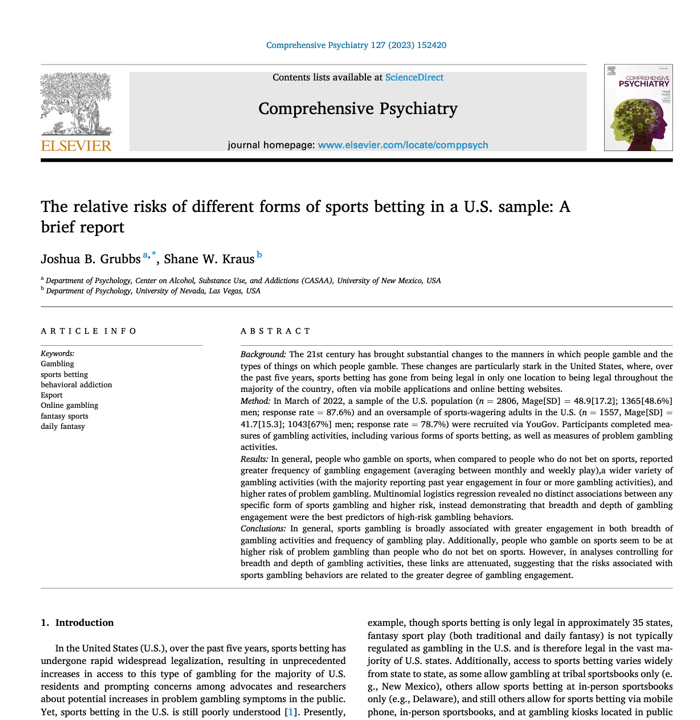 Comprehensive Psychiatry 127 (2023) 152420
Contents lists available at ScienceDirect
Comprehensive Psychiatry
journal homepage: www.elsevier.com/locate/comppsych
ELSEVIER
COMPREHENSIVE
PSYCHIATRY
The relative risks of different forms of sports betting in a U.S. sample: A
brief report
Joshua B. Grubbs a,*, Shane W. Kraus b
a Department of Psychology, Center on Alcohol, Substance Use, and Addictions (CASAA), University of New Mexico, USA
b Department of Psychology, University of Nevada, Las Vegas, USA
ARTICLE INFO
Keywords:
Gambling
sports betting
behavioral addiction
Esport
Online gambling
fantasy sports
daily fantasy
ABSTRACT
Background: The 21st century has brought substantial changes to the manners in which people gamble and the
types of things on which people gamble. These changes are particularly stark in the United States, where, over
the past five years, sports betting has gone from being legal in only one location to being legal throughout the
majority of the country, often via mobile applications and online betting websites.
Method: In March of 2022, a sample of the U.S. population (n = 2806, Mage[SD] = 48.9[17.2]; 1365[48.6%]
men; response rate = 87.6%) and an oversample of sports-wagering adults in the U.S. (n = 1557, Mage[SD] =
41.7[15.3]; 1043[67%] men; response rate = 78.7%) were recruited via YouGov. Participants completed mea-
sures of gambling activities, including various forms of sports betting, as well as measures of problem gambling
activities.
Results: In general, people who gamble on sports, when compared to people who do not bet on sports, reported
greater frequency of gambling engagement (averaging between monthly and weekly play),a wider variety of
gambling activities (with the majority reporting past year engagement in four or more gambling activities), and
higher rates of problem gambling. Multinomial logistics regression revealed no distinct associations between any
specific form of sports gambling and higher risk, instead demonstrating that breadth and depth of gambling
engagement were the best predictors of high-risk gambling behaviors.
Conclusions: In general, sports gambling is broadly associated with greater engagement in both breadth of
gambling activities and frequency of gambling play. Additionally, people who gamble on sports seem to be at
higher risk of problem gambling than people who do not bet on sports. However, in analyses controlling for
breadth and depth of gambling activities, these links are attenuated, suggesting that the risks associated with
sports gambling behaviors are related to the greater degree of gambling engagement.
1. Introduction
In the United States (U.S.), over the past five years, sports betting has
undergone rapid widespread legalization, resulting in unprecedented
increases in access to this type of gambling for the majority of U.S.
residents and prompting concerns among advocates and researchers
about potential increases in problem gambling symptoms in the public.
Yet, sports betting in the U.S. is still poorly understood [1]. Presently,
example, though sports betting is only legal in approximately 35 states,
fantasy sport play (both traditional and daily fantasy) is not typically
regulated as gambling in the U.S. and is therefore legal in the vast ma-
jority of U.S. states. Additionally, access to sports betting varies widely
from state to state, as some allow gambling at tribal sportsbooks only (e.
g., New Mexico), others allow sports betting at in-person sportsbooks
only (e.g., Delaware), and still others allow for sports betting via mobile
phone, in-person sportsbooks, and at gambling kiosks located in public